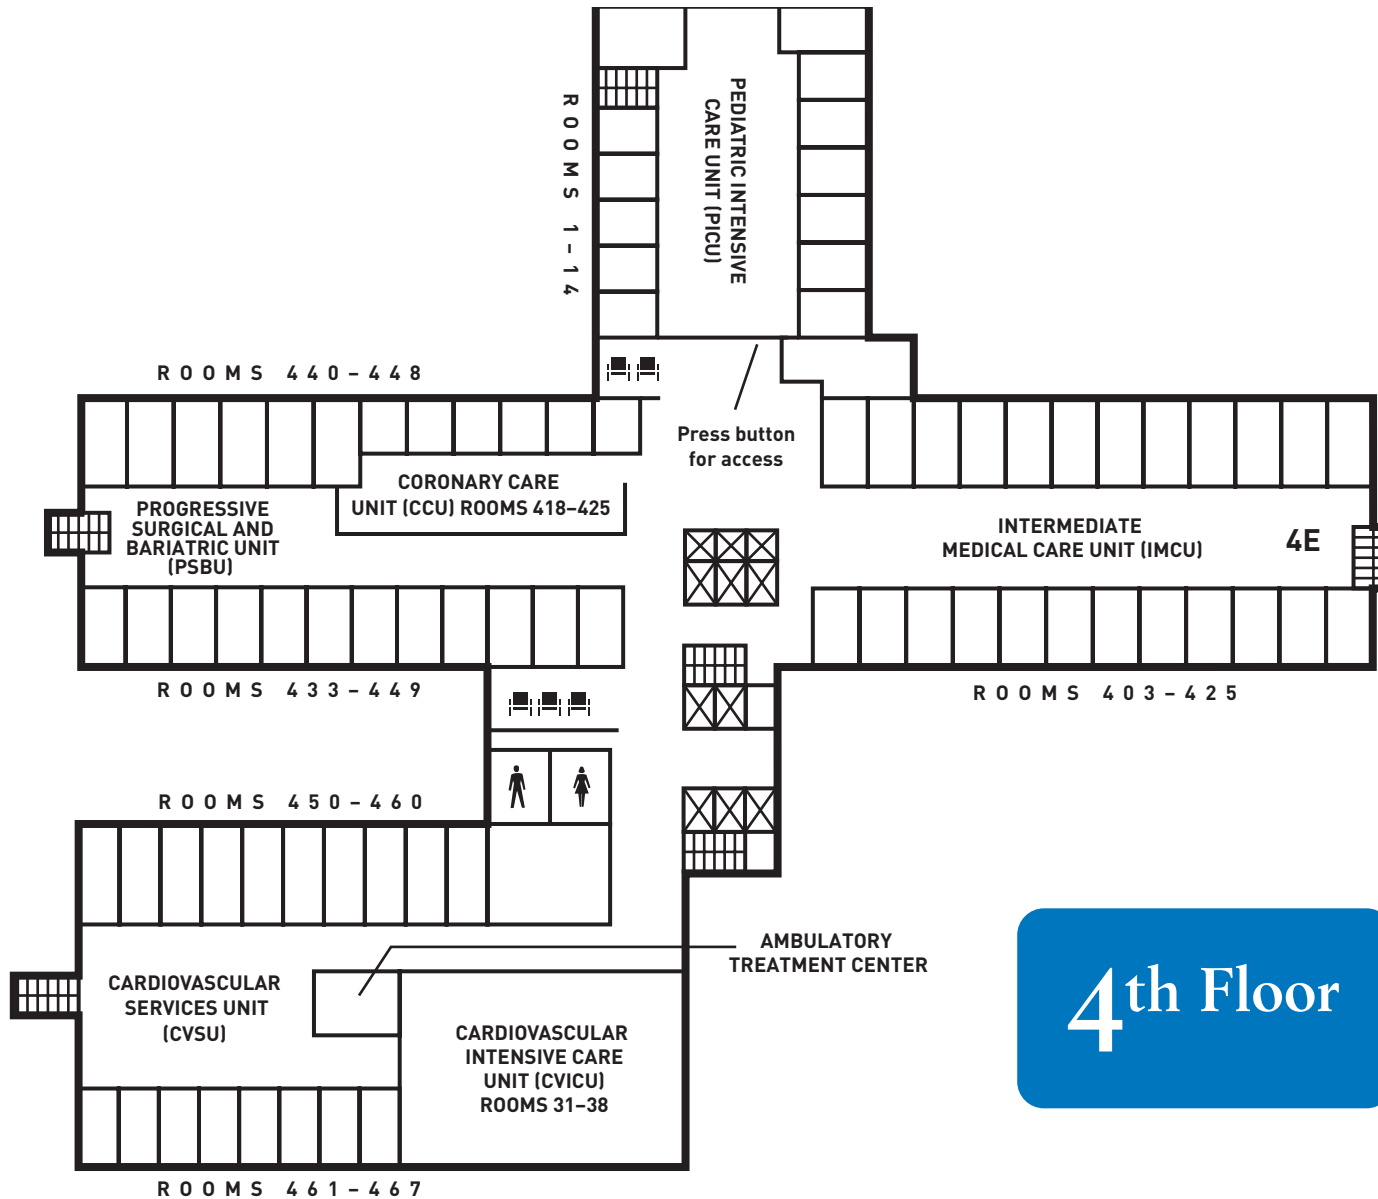 ROOMS 1–14
PEDIATRIC INTENSIVE
CARE UNIT (PICU)
ROOMS 440–448
Press button
for access
CORONARY CARE
UNIT (CCU) ROOMS 418–425
PROGRESSIVE
SURGICAL AND
BARIATRIC UNIT
(PSBU)
INTERMEDIATE
MEDICAL CARE UNIT (IMCU)
4E
ROOMS 433–449
ROOMS 403–425
ROOMS 450–460
AMBULATORY
TREATMENT CENTER
CARDIOVASCULAR
SERVICES UNIT
(CVSU)
CARDIOVASCULAR
INTENSIVE CARE
UNIT (CVICU)
ROOMS 31–38
4th Floor
ROOMS 461–467